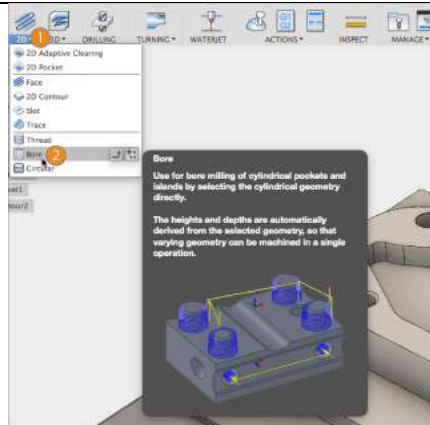 1
2D 3D DRILLING TURNING WATERJET ACTIONS INSPECT MANAGE
2D Adaptive Clearing
2D Pocket
Face
2D Contour
Slot
Trace
Thread
Bore 2
Circular
Bore
Use for bore milling of cylindrical pockets and
islands by selecting the cylindrical geometry
directly.
The heights and depths are automatically
derived from the selected geometry, so that
varying geometry can be machined in a single
operation.